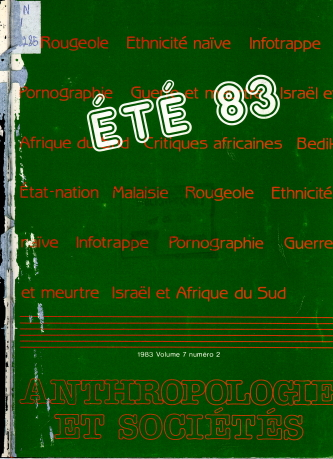 N
285
Rougeole Ethnicité naïve Infotrappe
Pornographie Guerre et Israël et
ÉTÉ 83
Afrique du Sud Critiques africaines Bedik
État-nation Malaisie Rougeole Ethnicité
naïve Infotrappe Pornographie Guerre
et meurtre Israël et Afrique du Sud
1983 Volume 7 numéro 2
ANTHROPOLOGIE
ET SOCIÉTÉS